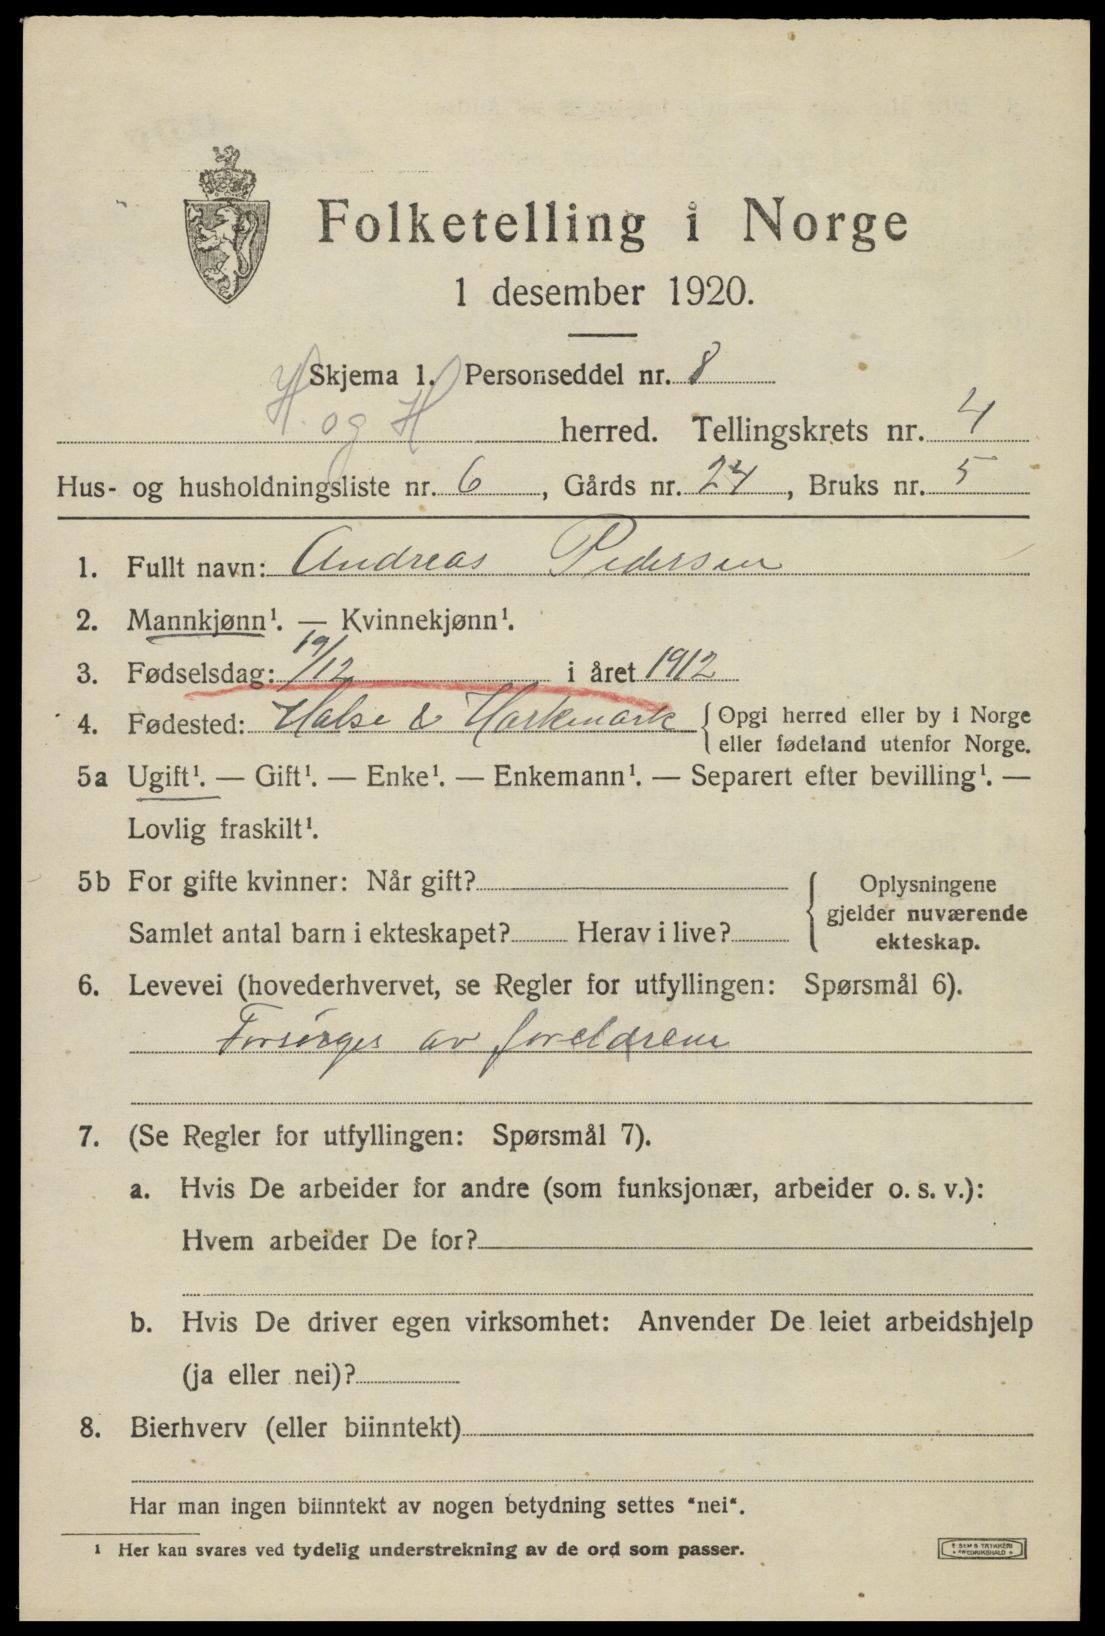 Folketelling i Norge
1 desember 1920.
Skjema 1. Personseddel nr. 8
H. og H herred. Tellingskrets nr. 4
Hus- og husholdningsliste nr. 6, Gårds nr. 24, Bruks nr. 5
1. Fullt navn: Andreas Pedersen
2. Mannkjønn¹. — Kvinnekjønn¹.
3. Fødselsdag: 19/12 i året 1912
4. Fødested: Halse & Harkmark { Opgi herred eller by i Norge
eller fødeland utenfor Norge.
5a Ugift¹. — Gift¹. — Enke¹. — Enkemann¹. — Separert efter bevilling¹. —
Lovlig fraskilt¹.
5b For gifte kvinner: Når gift? { Oplysningene
gjelder nuværende
Samlet antal barn i ekteskapet? Herav i live? ekteskap.
6. Levevei (hovederhvervet, se Regler for utfyllingen: Spørsmål 6).
Forsørges av foreldrene
7. (Se Regler for utfyllingen: Spørsmål 7).
a. Hvis De arbeider for andre (som funksjonær, arbeider o. s. v.):
Hvem arbeider De for?
b. Hvis De driver egen virksomhet: Anvender De leiet arbeidshjelp
(ja eller nei)?
8. Bierhverv (eller biinntekt)
Har man ingen biinntekt av nogen betydning settes "nei".
¹ Her kan svares ved tydelig understrekning av de ord som passer.